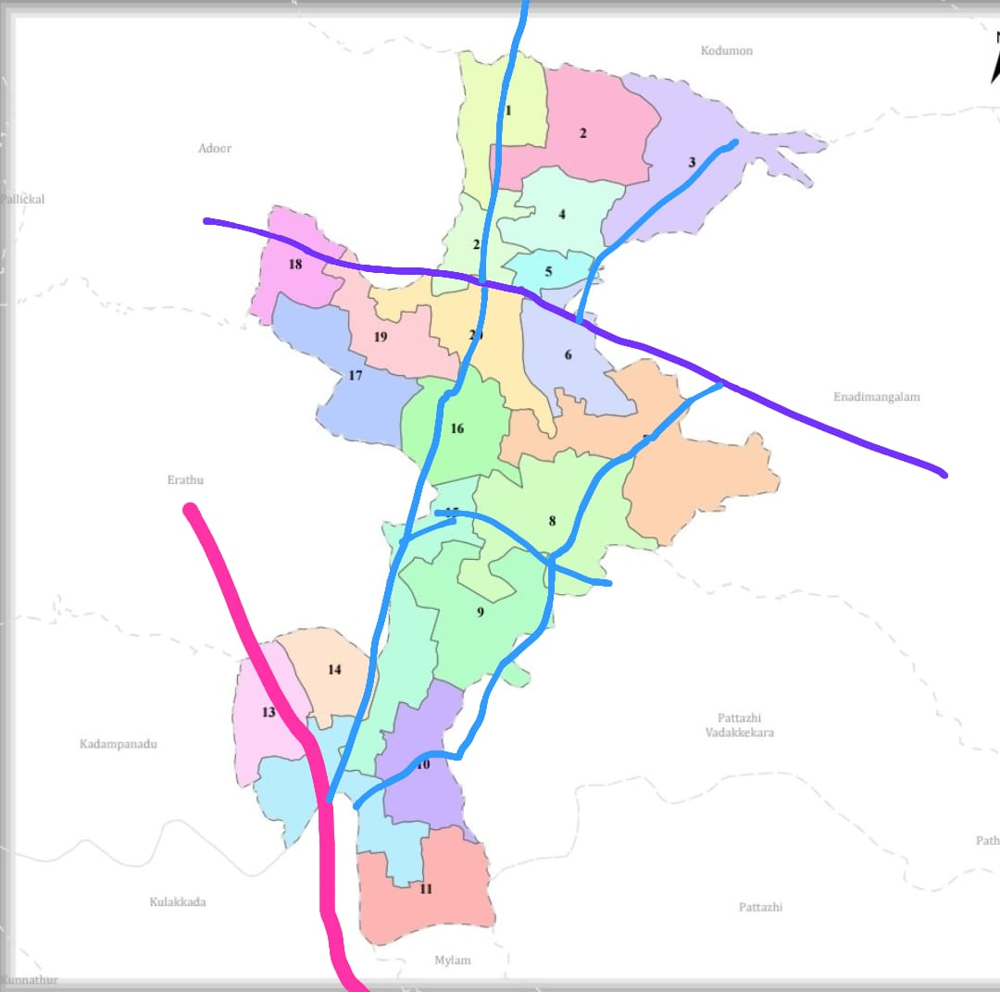 Kodumon
N
1
2
Adoor
3
Pallickal
4
2
18
5
19
20
6
17
Enadimangalam
16
Erathu
15
8
9
14
13
Pattazhi
Vadakkekara
Kadampanadu
10
Path
11
Kulakkada
Pattazhi
Mylam
Kunnathur